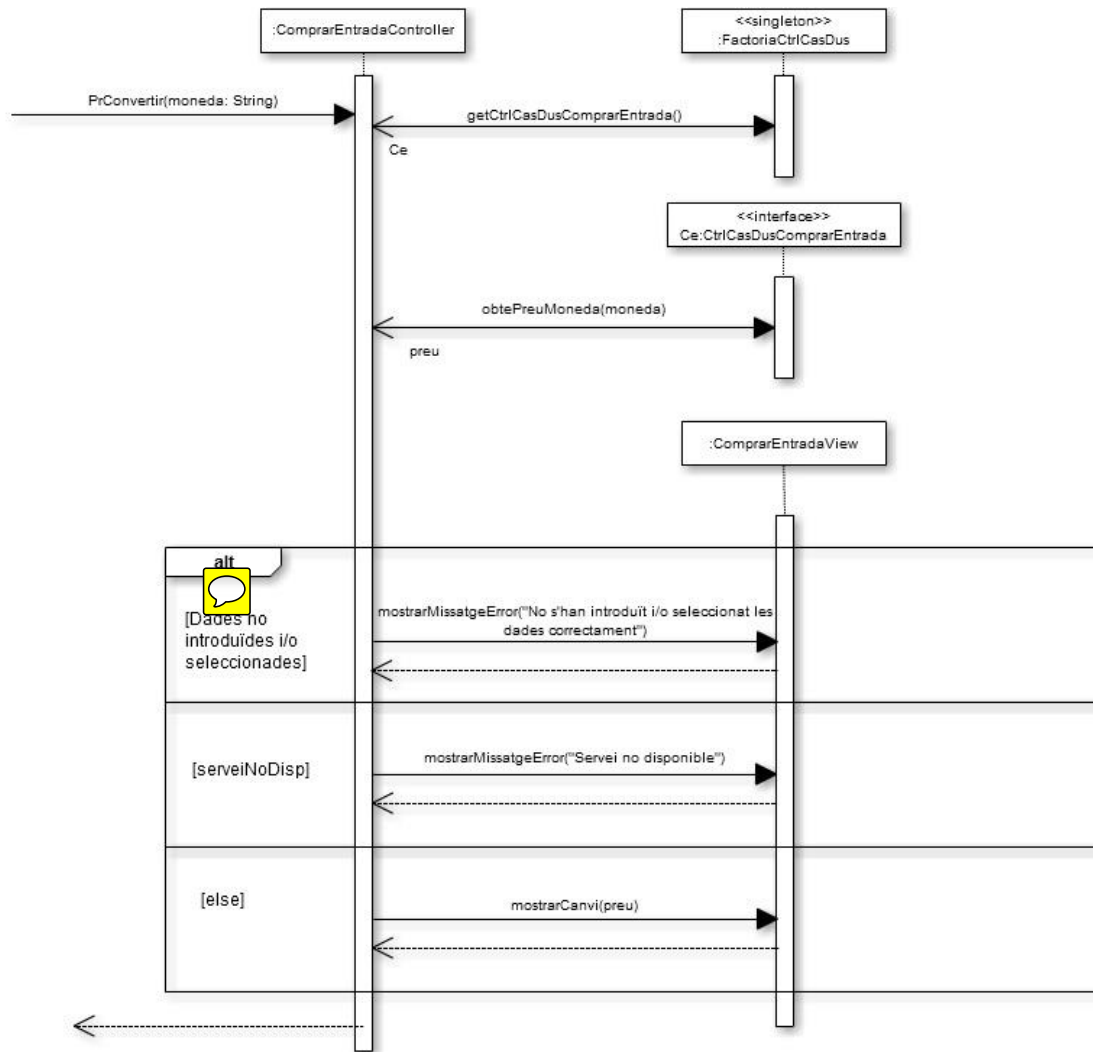 :ComprarEntradaController
<<singleton>>
:FactoriaCtrlCasDus
PrConvertir(moneda: String)
getCtrlCasDusComprarEntrada()
Ce
<<interface>>
Ce:CtrlCasDusComprarEntrada
obtePreuMoneda(moneda)
preu
:ComprarEntradaView
alt
[Dades no
introduïdes i/o
seleccionades]
mostrarMissatgeError("No s'han introduït i/o seleccionat les
dades correctament")
[serveiNoDisp]
mostrarMissatgeError("Servei no disponible")
[else]
mostrarCanvi(preu)